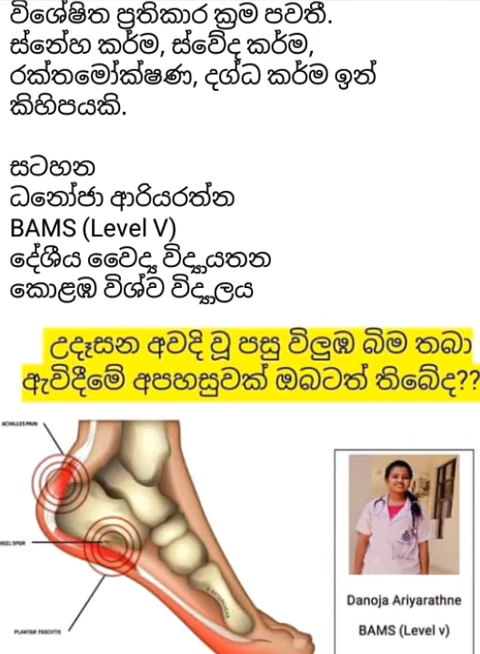 විශේෂිත ප්‍රතිකාර ක්‍රම පවතී.
ස්නේහ කර්ම, ස්වේද කර්ම,
රක්තමෝක්ෂණ, දග්ධ කර්ම ඉන්
කිහිපයකි.
සටහන
ධනෝජා ආරියරත්න
BAMS (Level V)
දේශීය වෛද්‍ය විද්‍යායතන
කොළඹ විශ්ව විද්‍යාලය
උදෑසන අවදි වූ පසු විලුඹ බිම තබා
ඇවිදීමේ අපහසුවක් ඔබටත් තිබේද??
ACHILLES PAIN
HEEL SPUR
PLANTAR FASCIITIS
Danoja Ariyarathne
BAMS (Level v)